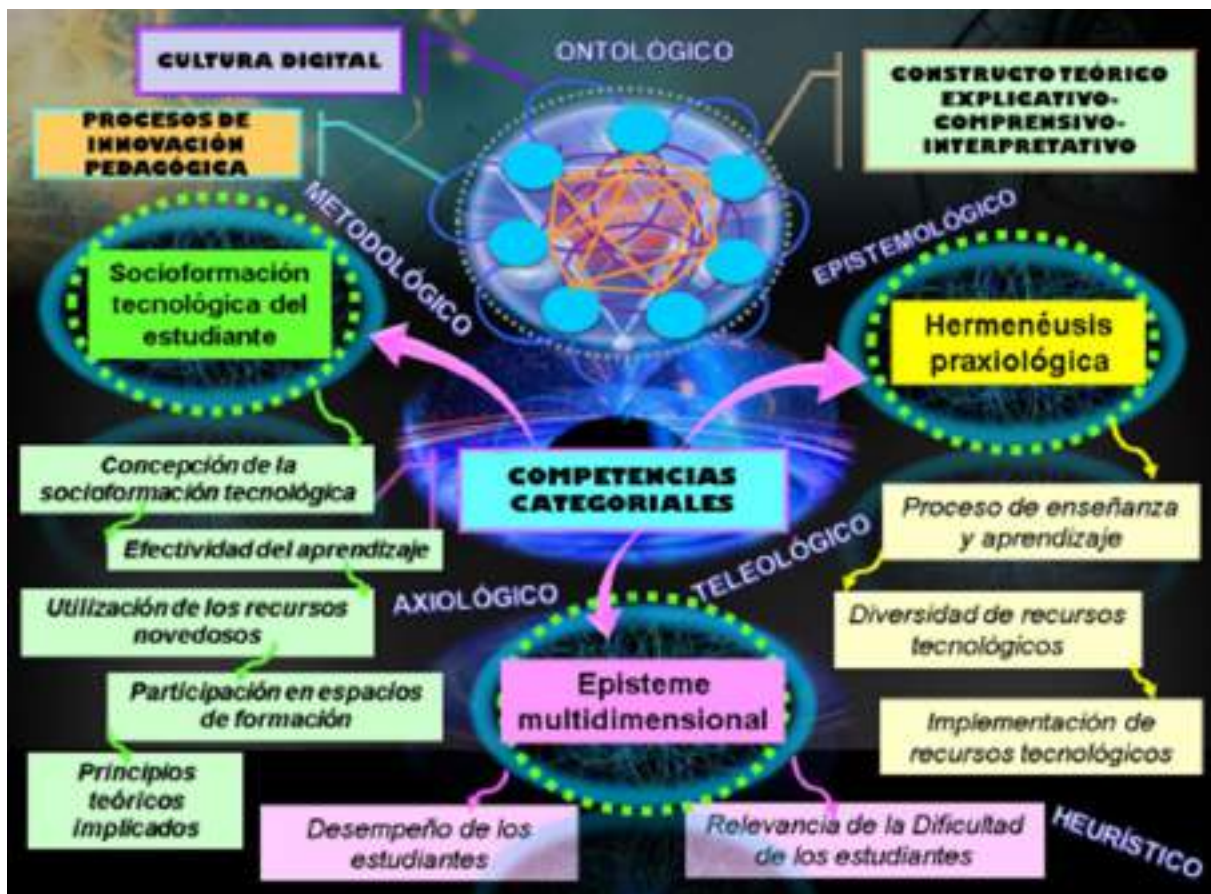 CULTURA DIGITAL
ONTOLÓGICO
CONSTRUCTO TEÓRICO
EXPLICATIVO-
COMPRENSIVO-
INTERPRETATIVO
PROCESOS DE
INNOVACIÓN
PEDAGÓGICA
METODOLÓGICO
EPISTEMOLÓGICO
Socioformación
tecnológica del
estudiante
Hermenéusis
praxiológica
COMPETENCIAS
CATEGORIALES
Concepción de la
socioformación tecnológica
Efectividad del aprendizaje
Utilización de los recursos
novedosos
Participación en espacios
de formación
Principios
teóricos
implicados
Proceso de enseñanza
y aprendizaje
Diversidad de recursos
tecnológicos
Implementación de
recursos tecnológicos
AXIOLÓGICO
TELEOLÓGICO
Episteme
multidimensional
Desempeño de los
estudiantes
Relevancia de la Dificultad
de los estudiantes
HEURÍSTICO